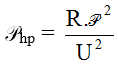 𝒫hp = R.𝒫² / U²